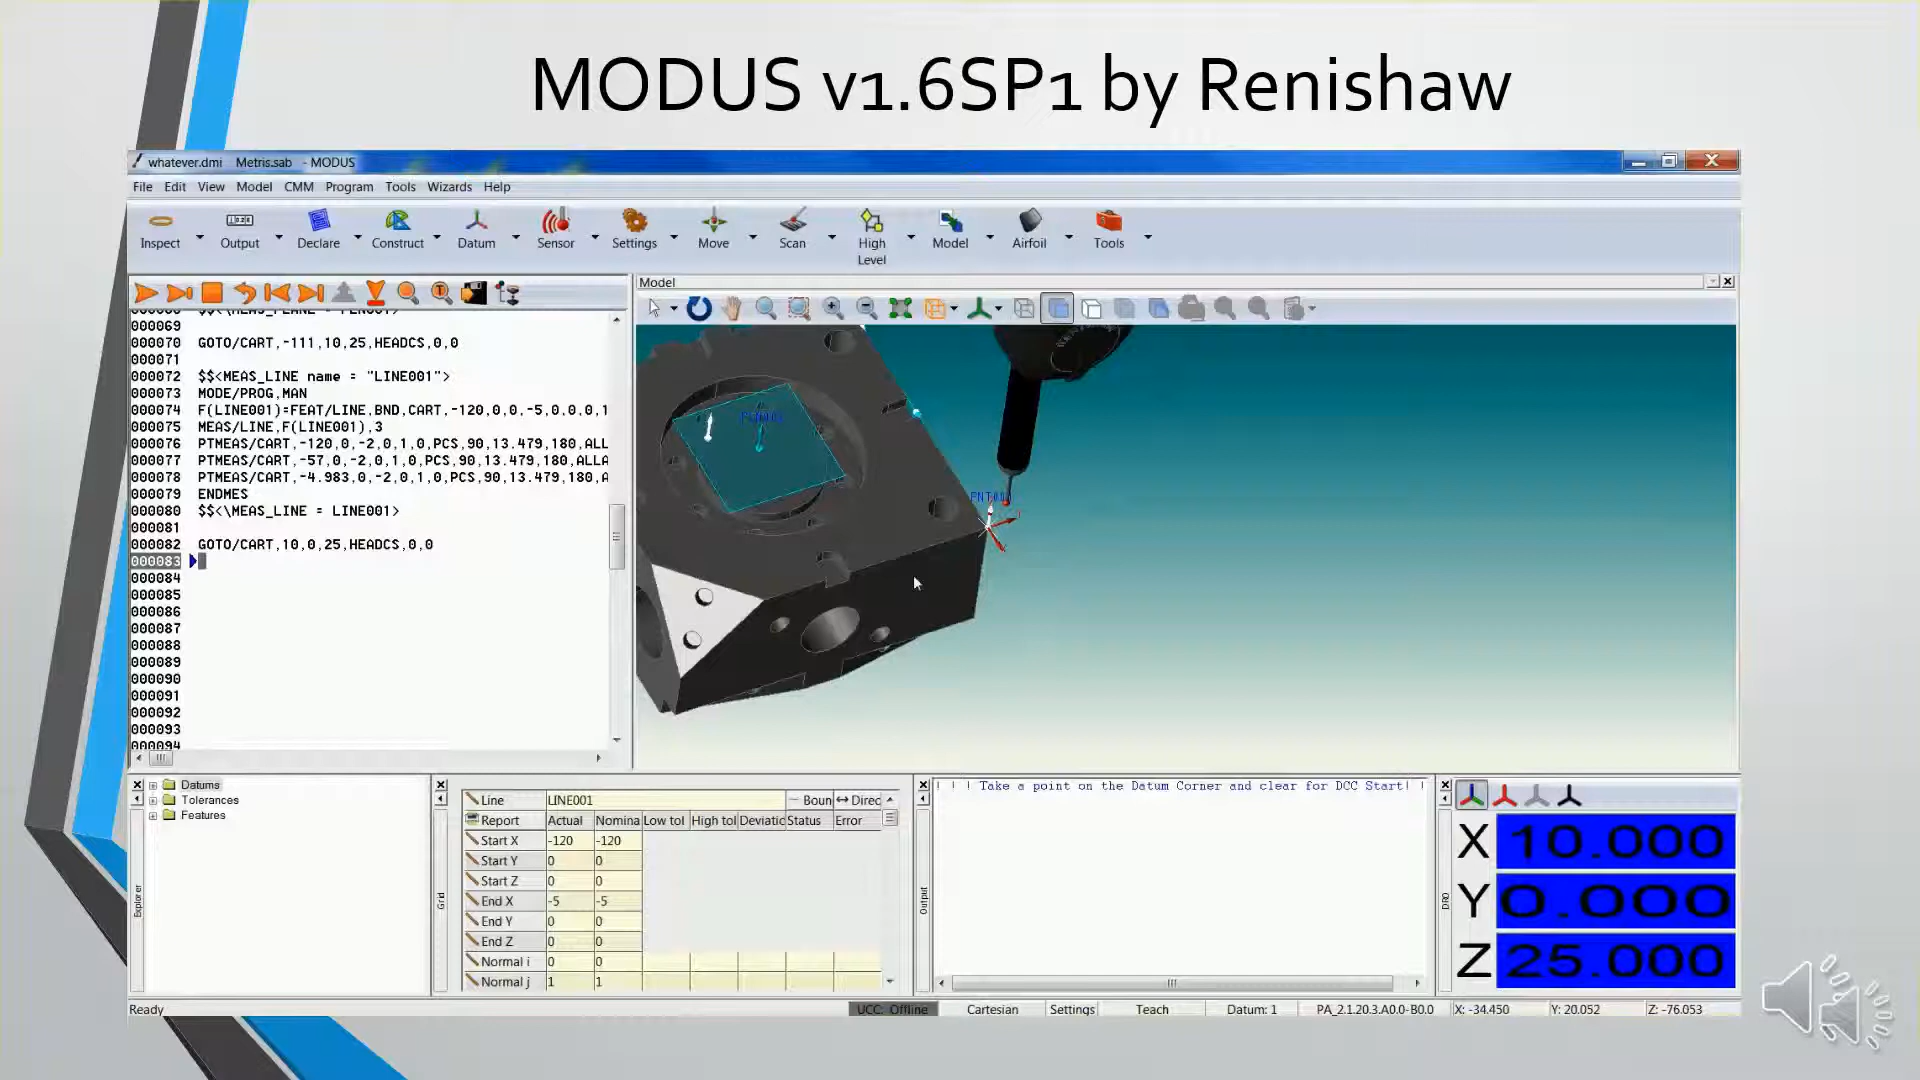 MODUS v1.6SP1 by Renishaw
whatever.dmi Metris.sab - MODUS
File Edit View Model CMM Program Tools Wizards Help
Inspect Output Declare Construct Datum Sensor Settings Move Scan High Level Model Airfoil Tools
Model
000069
000070 GOTO/CART,-111,10,25,HEADCS,0,0
000071
000072 $$<MEAS_LINE name = "LINE001">
000073 MODE/PROG,MAN
000074 F(LINE001)=FEAT/LINE,BND,CART,-120,0,0,-5,0,0,0,1
000075 MEAS/LINE,F(LINE001),3
000076 PTMEAS/CART,-120,0,-2,0,1,0,PCS,90,13.479,180,ALL
000077 PTMEAS/CART,-57,0,-2,0,1,0,PCS,90,13.479,180,ALLA
000078 PTMEAS/CART,-4.983,0,-2,0,1,0,PCS,90,13.479,180,A
000079 ENDMES
000080 $$<\MEAS_LINE = LINE001>
000081
000082 GOTO/CART,10,0,25,HEADCS,0,0
000083
000084
000085
000086
000087
000088
000089
000090
000091
000092
000093
000094
Datums
Tolerances
Features
Explorer
Grid
Line LINE001 Boun Direc
Report Actual Nomina Low tol High tol Deviatic Status Error
Start X -120 -120
Start Y 0 0
Start Z 0 0
End X -5 -5
End Y 0 0
End Z 0 0
Normal i 0 0
Normal j 1 1
Output
Take a point on the Datum Corner and clear for DCC Start!
DRO
X 10.000
Y 0.000
Z 25.000
Ready UCC: Offline Cartesian Settings Teach Datum: 1 PA_2.1.20.3.A0.0-B0.0 X: -34.450 Y: 20.052 Z: -76.053